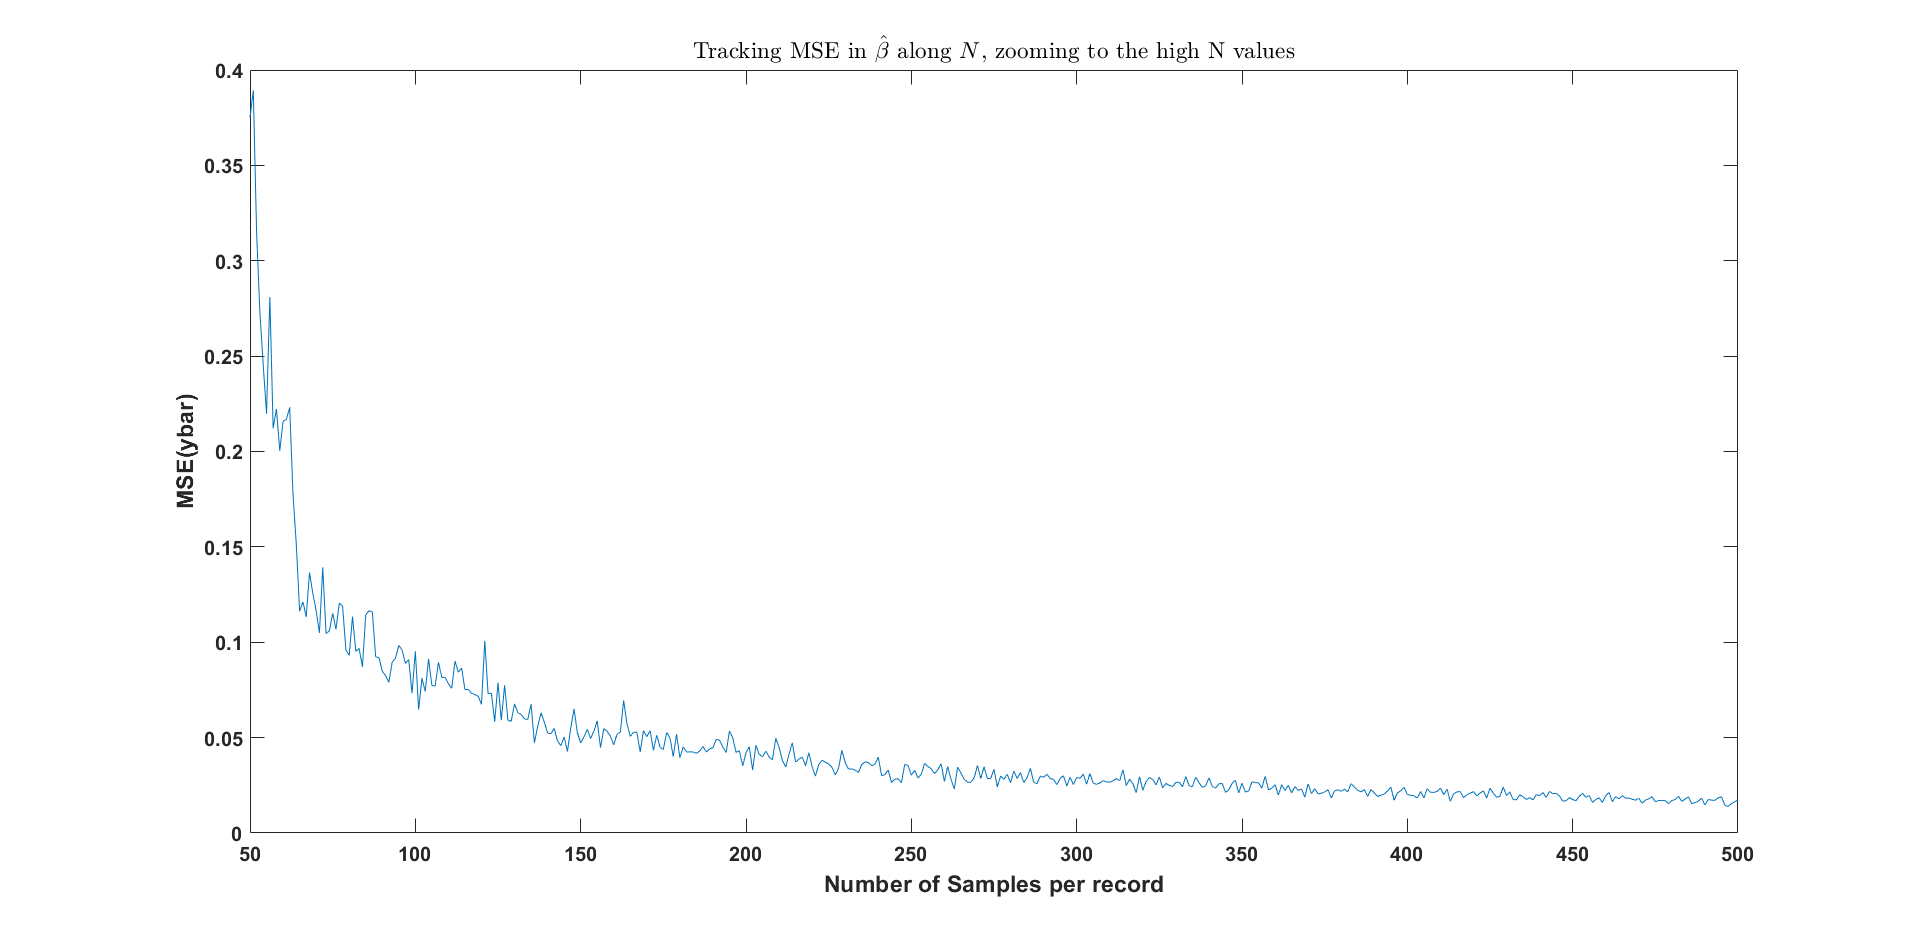 Tracking MSE in β̂ along N, zooming to the high N values
0.4
0.35
0.3
0.25
0.2
0.15
0.1
0.05
0
MSE(ybar)
50 100 150 200 250 300 350 400 450 500
Number of Samples per record